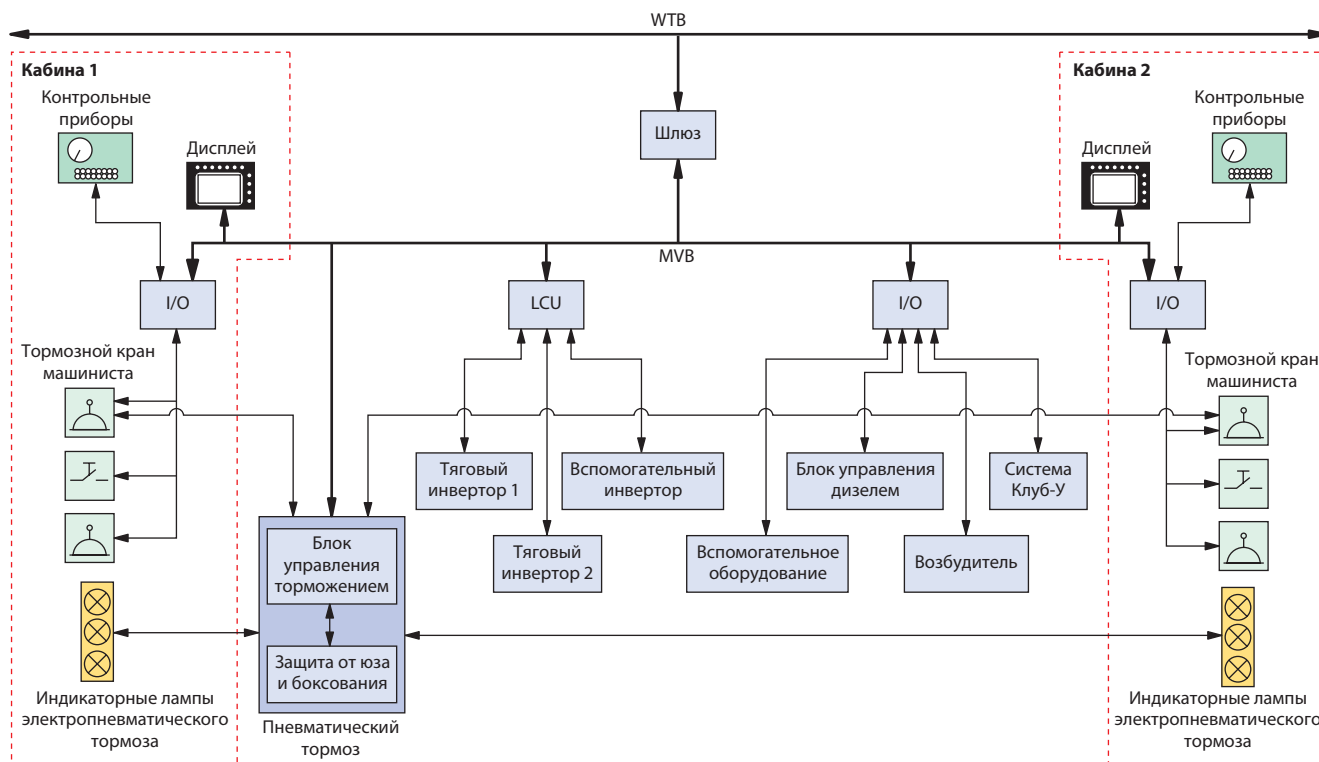 WTB
Кабина 1
Контрольные
приборы
Дисплей
I/O
Тормозной кран
машиниста
Индикаторные лампы
электропневматического
тормоза
Шлюз
MVB
LCU
I/O
Тяговый
инвертор 1
Вспомогательный
инвертор
Тяговый
инвертор 2
Блок управления
дизелем
Система
Клуб-У
Вспомогательное
оборудование
Возбудитель
Блок
управления
торможением
Защита от юза
и боксования
Пневматический
тормоз
Кабина 2
Контрольные
приборы
Дисплей
I/O
Тормозной кран
машиниста
Индикаторные лампы
электропневматического
тормоза